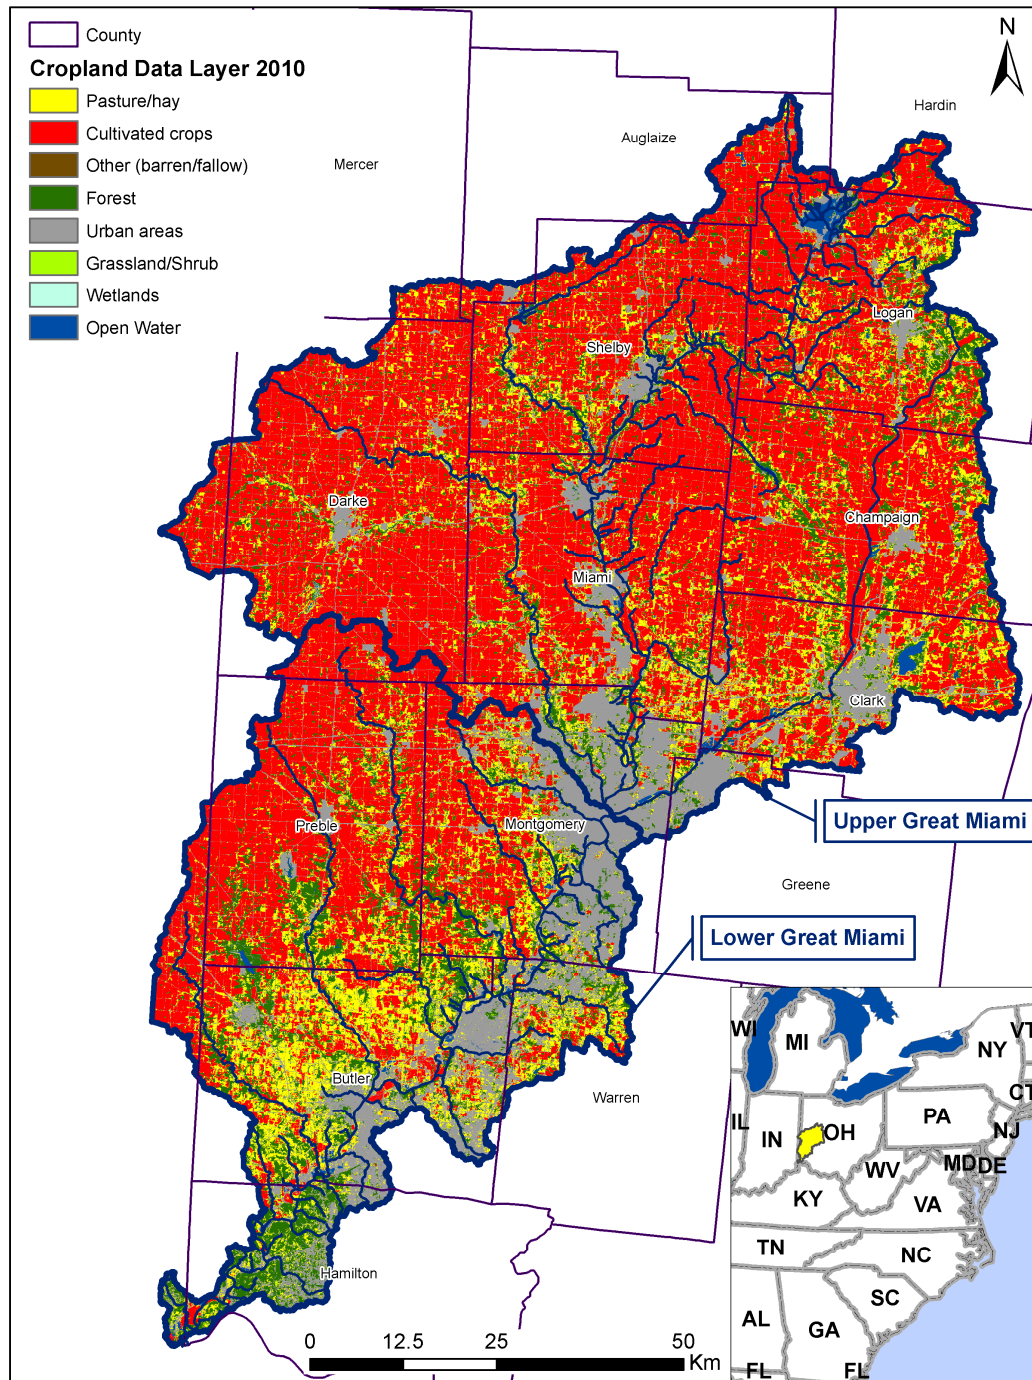 County
Cropland Data Layer 2010
Pasture/hay
Cultivated crops
Other (barren/fallow)
Forest
Urban areas
Grassland/Shrub
Wetlands
Open Water
N
Hardin
Auglaize
Mercer
Logan
Shelby
Darke
Champaign
Miami
Clark
Preble
Montgomery
Upper Great Miami
Greene
Lower Great Miami
Butler
Warren
Hamilton
0 12.5 25 50
Km
WI
MI
NY
VT
CT
PA
NJ
IL
IN
OH
MD
DE
WV
KY
VA
TN
NC
SC
AL
GA
FL
FL